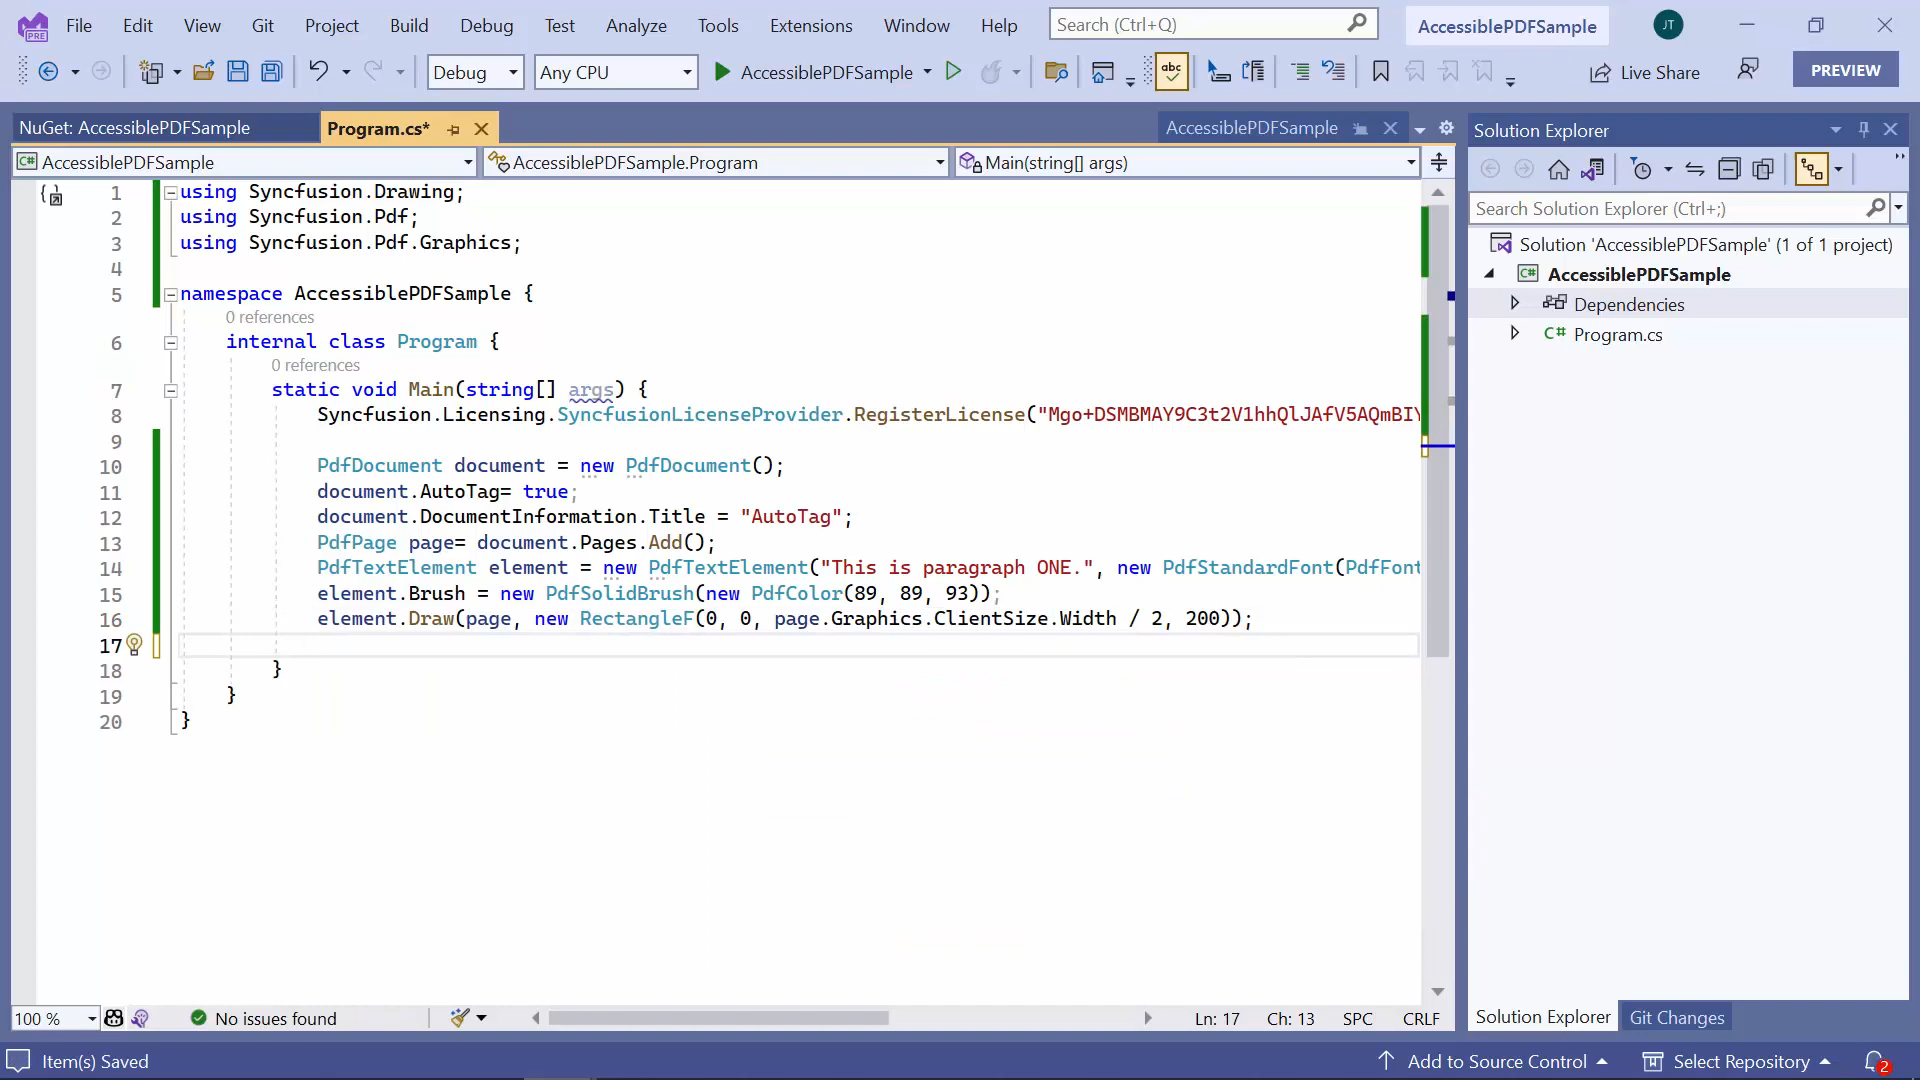 File Edit View Git Project Build Debug Test Analyze Tools Extensions Window Help Search (Ctrl+Q) AccessiblePDFSample JT
PRE
Debug Any CPU AccessiblePDFSample abc Live Share PREVIEW
NuGet: AccessiblePDFSample Program.cs* AccessiblePDFSample Solution Explorer
AccessiblePDFSample AccessiblePDFSample.Program Main(string[] args)
1 using Syncfusion.Drawing;
2 using Syncfusion.Pdf;
3 using Syncfusion.Pdf.Graphics;
4
5 namespace AccessiblePDFSample {
0 references
6 internal class Program {
0 references
7 static void Main(string[] args) {
8 Syncfusion.Licensing.SyncfusionLicenseProvider.RegisterLicense("Mgo+DSMBMAY9C3t2V1hhQlJAfV5AQmBIY
9
10 PdfDocument document = new PdfDocument();
11 document.AutoTag= true;
12 document.DocumentInformation.Title = "AutoTag";
13 PdfPage page= document.Pages.Add();
14 PdfTextElement element = new PdfTextElement("This is paragraph ONE.", new PdfStandardFont(PdfFont
15 element.Brush = new PdfSolidBrush(new PdfColor(89, 89, 93));
16 element.Draw(page, new RectangleF(0, 0, page.Graphics.ClientSize.Width / 2, 200));
17
18 }
19 }
20 }
Search Solution Explorer (Ctrl+;)
Solution 'AccessiblePDFSample' (1 of 1 project)
C# AccessiblePDFSample
Dependencies
C# Program.cs
100 % No issues found Ln: 17 Ch: 13 SPC CRLF
Solution Explorer Git Changes
Item(s) Saved Add to Source Control Select Repository 2